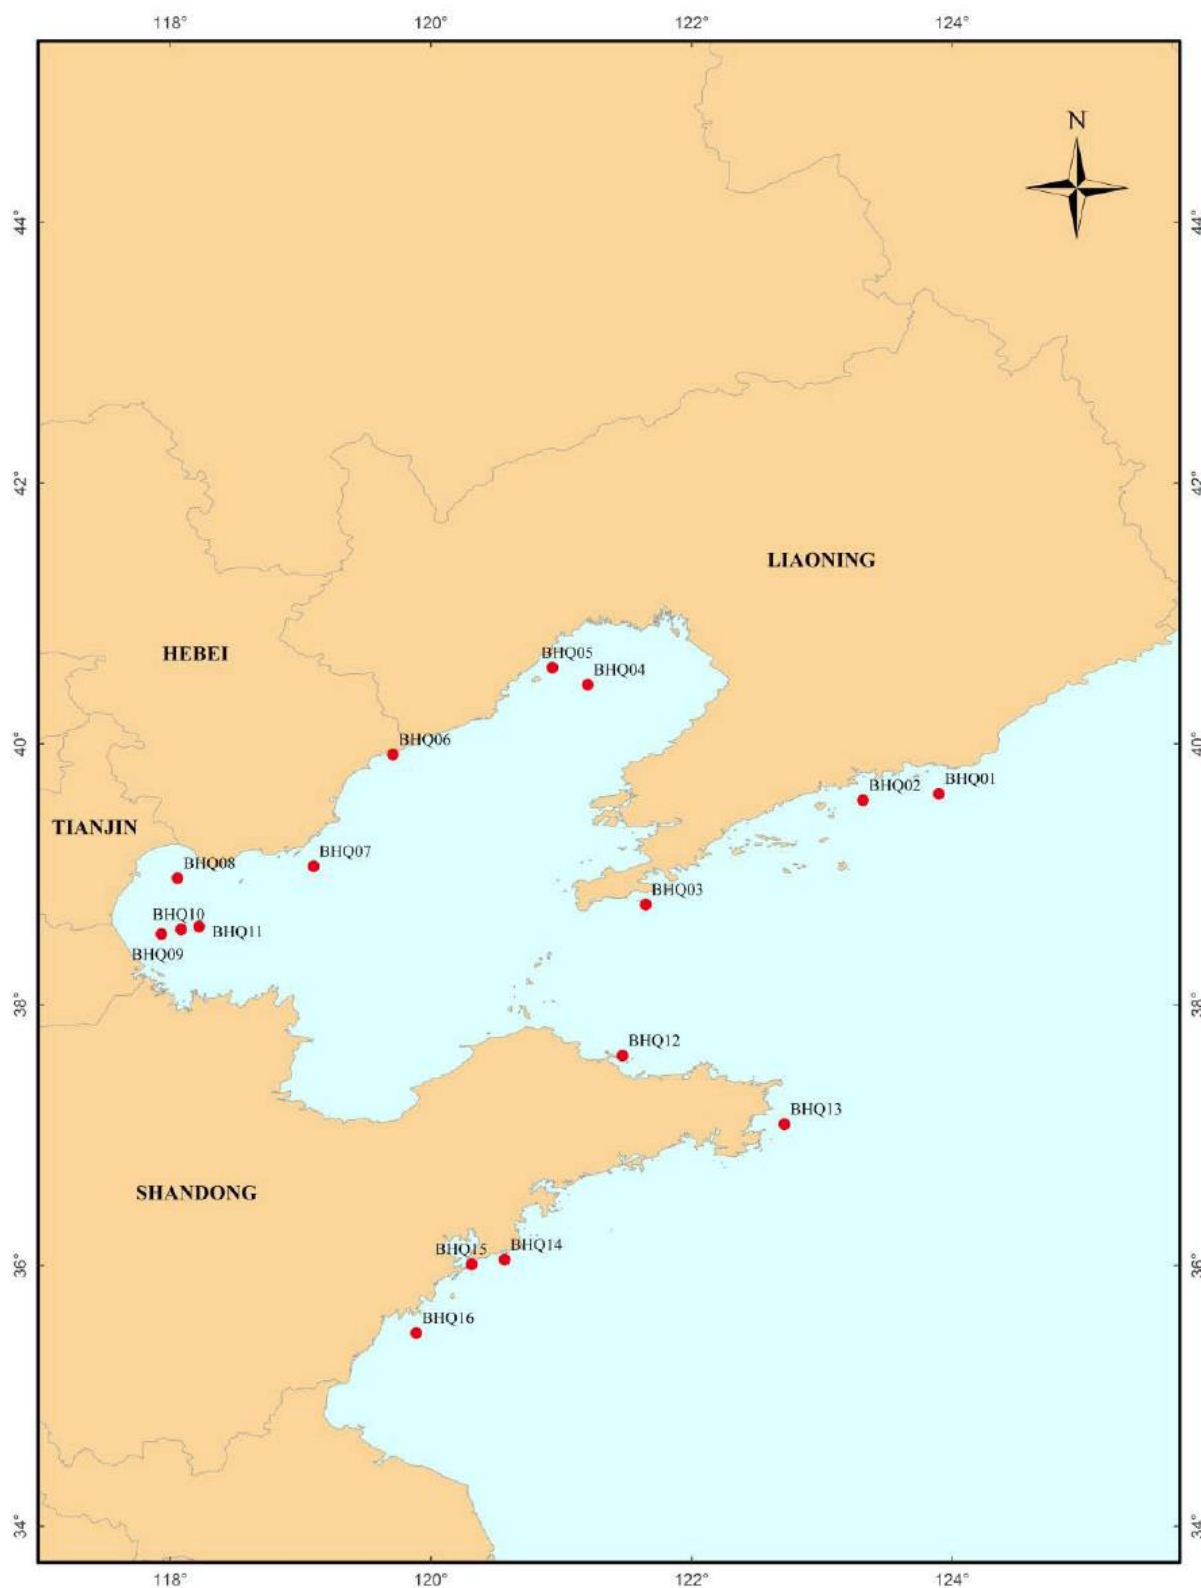 118° 120° 122° 124°
N
44° 44°
42° 42°
LIAONING
HEBEI
BHQ05
BHQ04
BHQ06
40° 40°
BHQ02 BHQ01
TIANJIN
BHQ07
BHQ08
BHQ03
BHQ10
BHQ11
BHQ09
38° 38°
BHQ12
BHQ13
SHANDONG
BHQ15 BHQ14
36° 36°
BHQ16
34° 34°
118° 120° 122° 124°